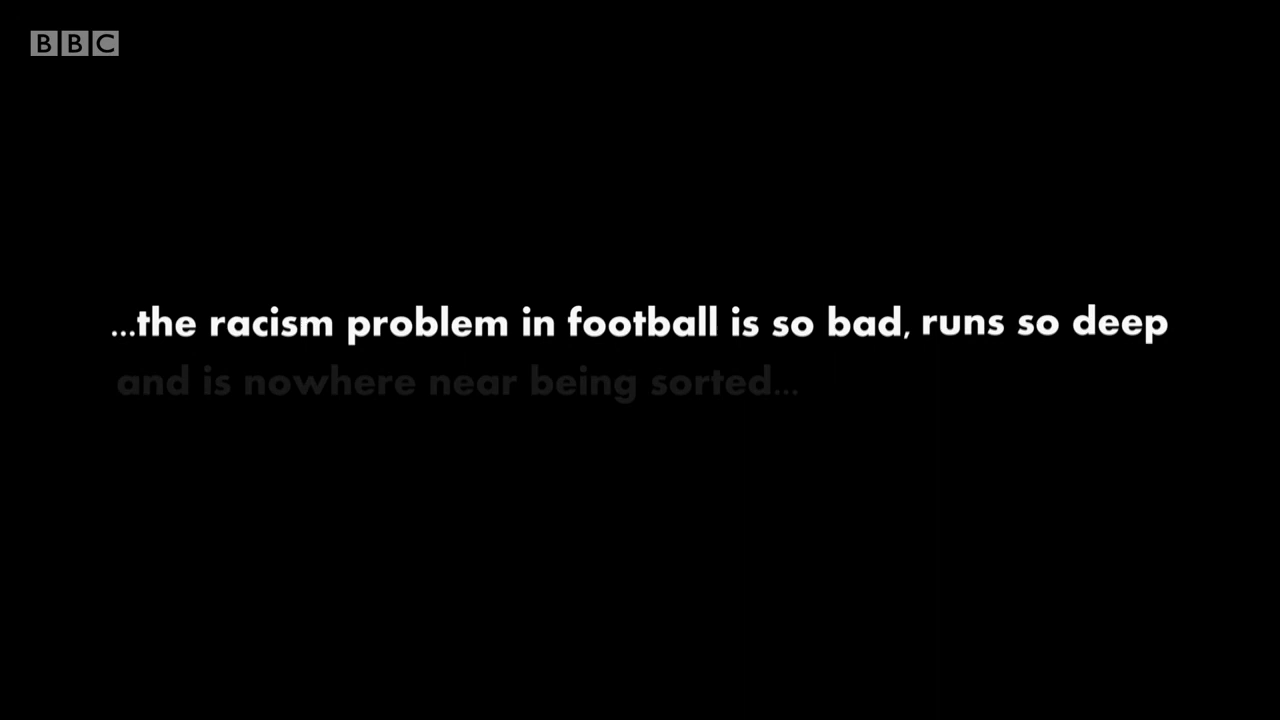 BBC
...the racism problem in football is so bad, runs so deep
and is nowhere near being sorted...